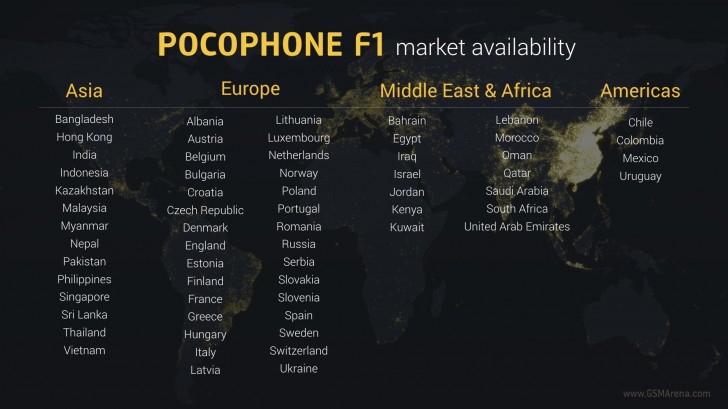 POCOPHONE F1 market availability
Asia
Bangladesh
Hong Kong
India
Indonesia
Kazakhstan
Malaysia
Myanmar
Nepal
Pakistan
Philippines
Singapore
Sri Lanka
Thailand
Vietnam
Europe
Albania
Austria
Belgium
Bulgaria
Croatia
Czech Republic
Denmark
England
Estonia
Finland
France
Greece
Hungary
Italy
Latvia
Lithuania
Luxembourg
Netherlands
Norway
Poland
Portugal
Romania
Russia
Serbia
Slovakia
Slovenia
Spain
Sweden
Switzerland
Ukraine
Middle East & Africa
Bahrain
Egypt
Iraq
Israel
Jordan
Kenya
Kuwait
Lebanon
Morocco
Oman
Qatar
Saudi Arabia
South Africa
United Arab Emirates
Americas
Chile
Colombia
Mexico
Uruguay
www.GSMArena.com